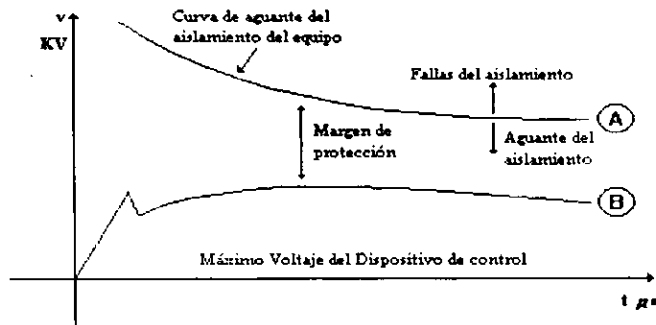 v
KV
Curva de aguante del
aislamiento del equipo
Fallas del aislamiento
A
Aguante del
aislamiento
Margen de
protección
B
Máximo Voltaje del Dispositivo de control
t μs